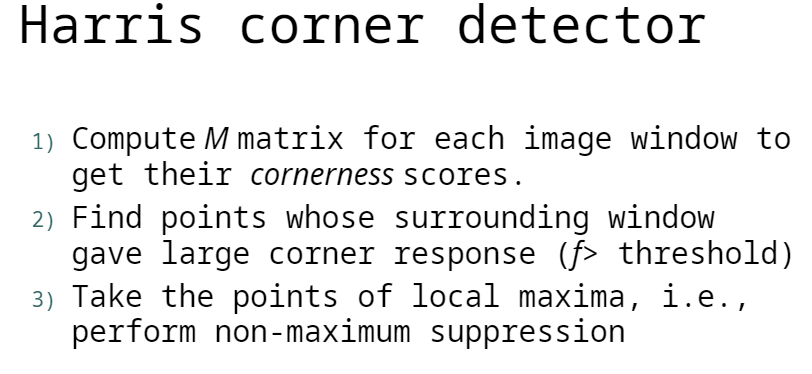 Harris corner detector
1) Compute M matrix for each image window to
get their cornerness scores.
2) Find points whose surrounding window
gave large corner response (f> threshold)
3) Take the points of local maxima, i.e.,
perform non-maximum suppression